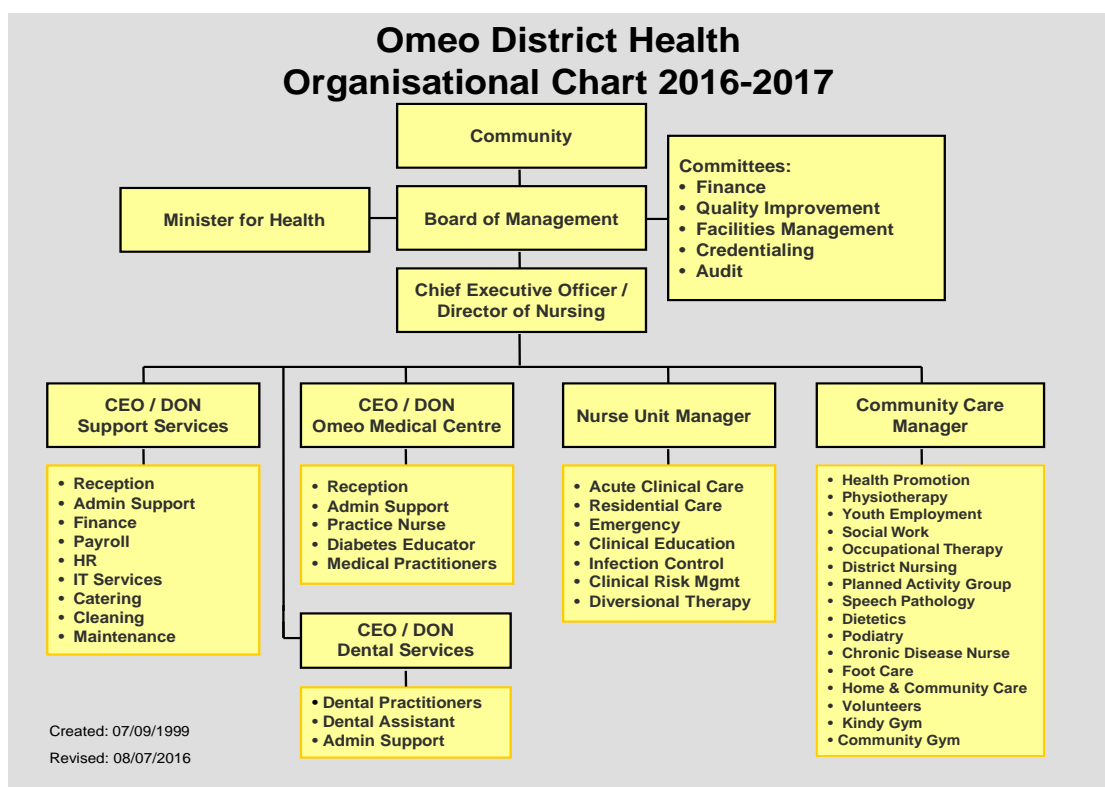 Omeo District Health
Organisational Chart 2016-2017
Community
Committees:
• Finance
• Quality Improvement
• Facilities Management
• Credentialing
• Audit
Minister for Health
Board of Management
Chief Executive Officer /
Director of Nursing
CEO / DON
Support Services
• Reception
• Admin Support
• Finance
• Payroll
• HR
• IT Services
• Catering
• Cleaning
• Maintenance
CEO / DON
Omeo Medical Centre
• Reception
• Admin Support
• Practice Nurse
• Diabetes Educator
• Medical Practitioners
CEO / DON
Dental Services
• Dental Practitioners
• Dental Assistant
• Admin Support
Nurse Unit Manager
• Acute Clinical Care
• Residential Care
• Emergency
• Clinical Education
• Infection Control
• Clinical Risk Mgmt
• Diversional Therapy
Community Care
Manager
• Health Promotion
• Physiotherapy
• Youth Employment
• Social Work
• Occupational Therapy
• District Nursing
• Planned Activity Group
• Speech Pathology
• Dietetics
• Podiatry
• Chronic Disease Nurse
• Foot Care
• Home & Community Care
• Volunteers
• Kindy Gym
• Community Gym
Created: 07/09/1999
Revised: 08/07/2016